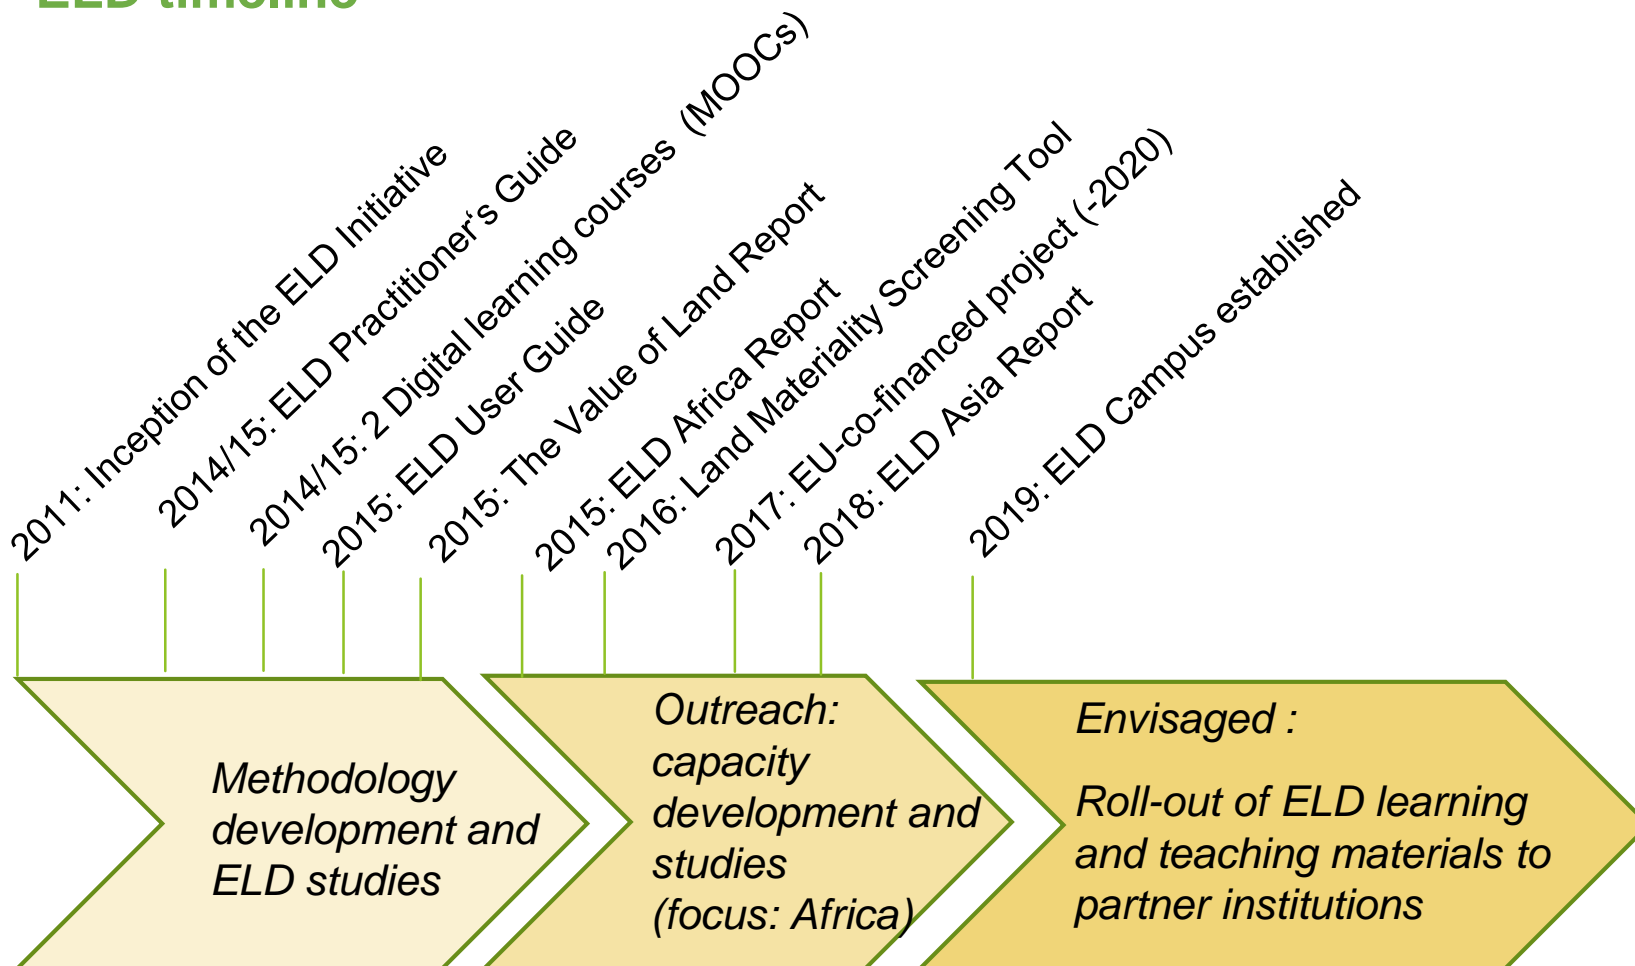 ELD timeline
2011: Inception of the ELD Initiative
2014/15: ELD Practitioner‘s Guide
2014/15: 2 Digital learning courses (MOOCs)
2015: ELD User Guide
2015: The Value of Land Report
2015: ELD Africa Report
2016: Land Materiality Screening Tool
2017: EU-co-financed project (-2020)
2018: ELD Asia Report
2019: ELD Campus established
Methodology
development and
ELD studies
Outreach:
capacity
development and
studies
(focus: Africa)
Envisaged :
Roll-out of ELD learning
and teaching materials to
partner institutions